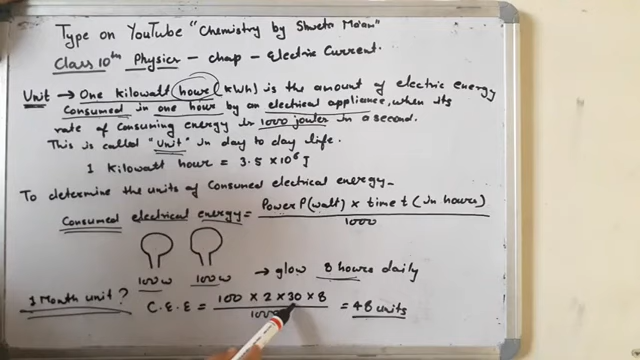 Type on YouTube "Chemistry by Shweta Ma'am"
Class 10th Physics - chap - Electric Current.
Unit → One kilowatt hour (kWh) is the amount of electric energy
consumed in one hour by an electrical appliance, when its
rate of consuming energy is 1000 joules in a second.
This is called "unit" in day to day life.
1 Kilowatt hour = 3.5 × 10⁶ J
To determine the units of consumed electrical energy-
Consumed electrical energy = Power P(watt) × time t (in hours)
1000
100w 100w → glow 8 hours daily
1 Month unit? C.E.E = 100 × 2 × 30 × 8 = 48 units
1000